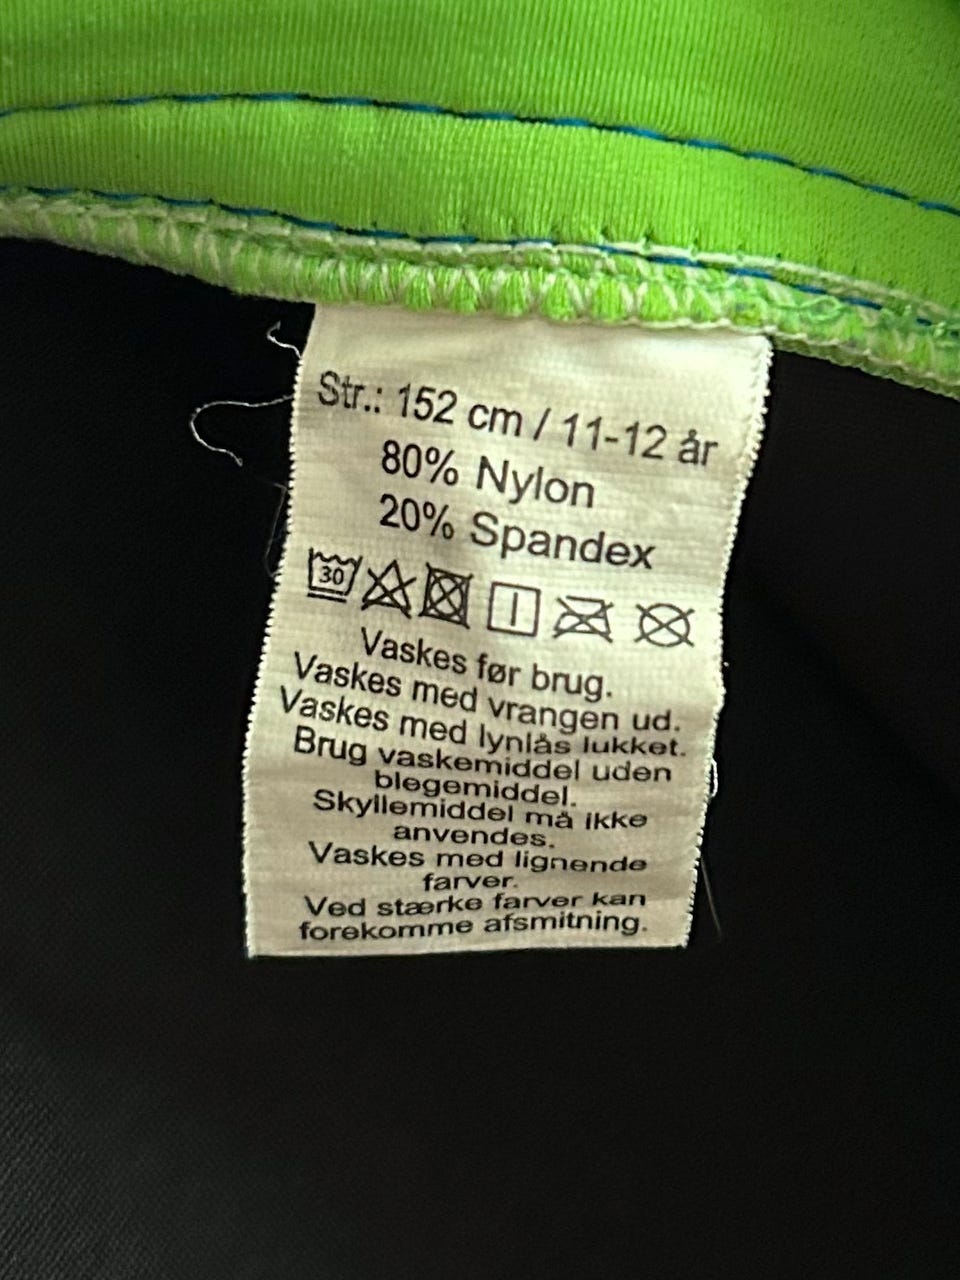 Str.: 152 cm / 11-12 år
80% Nylon
20% Spandex
30
Vaskes før brug.
Vaskes med vrangen ud.
Vaskes med lynlås lukket.
Brug vaskemiddel uden
blegemiddel.
Skyllemiddel må ikke
anvendes.
Vaskes med lignende
farver.
Ved stærke farver kan
forekomme afsmitning.